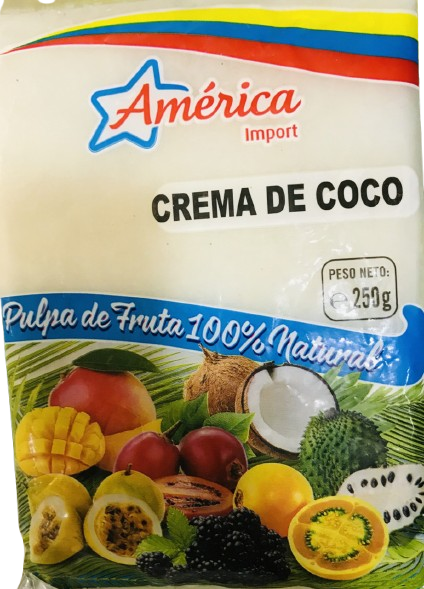 América
Import
CREMA DE COCO
PESO NETO:
℮ 250g
Pulpa de Fruta 100% Natural